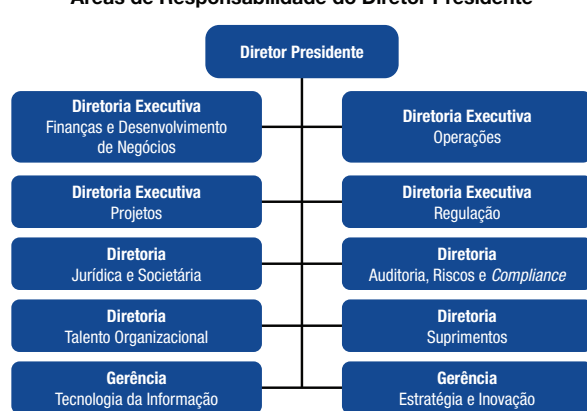 Áreas de Responsabilidade do Diretor Presidente
Diretor Presidente
Diretoria Executiva
Finanças e Desenvolvimento
de Negócios
Diretoria Executiva
Operações
Diretoria Executiva
Projetos
Diretoria Executiva
Regulação
Diretoria
Jurídica e Societária
Diretoria
Auditoria, Riscos e Compliance
Diretoria
Talento Organizacional
Diretoria
Suprimentos
Gerência
Tecnologia da Informação
Gerência
Estratégia e Inovação